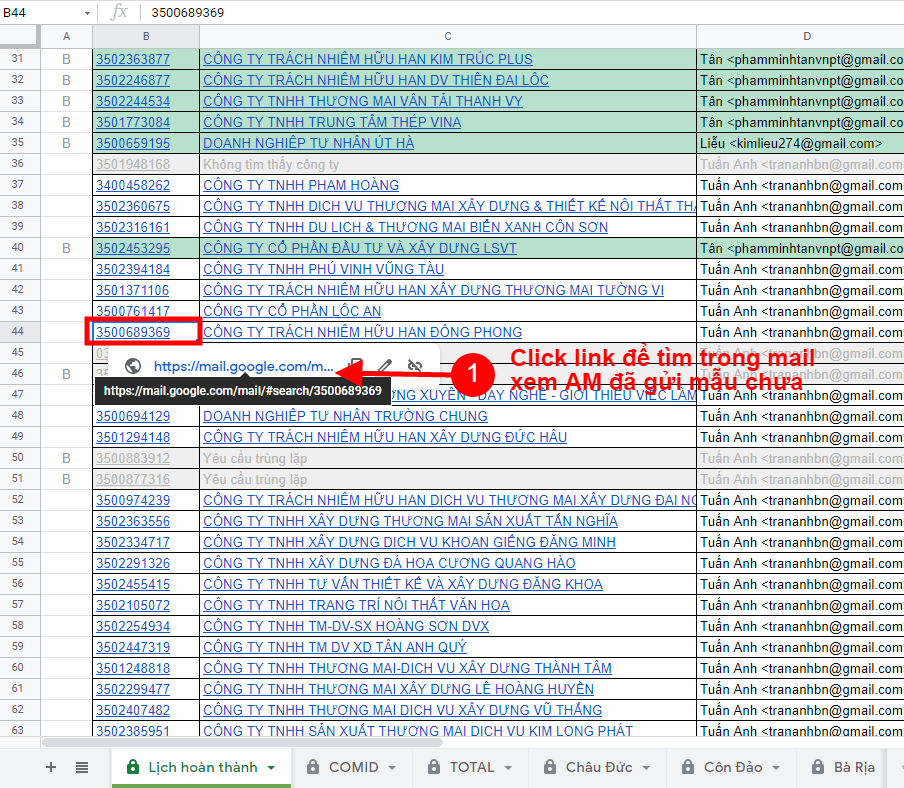 B44 fx 3500689369
A B C D
31 B 3502363877 CÔNG TY TRÁCH NHIỆM HỮU HẠN KIM TRÚC PLUS Tân <phamminhtanvnpt@gmail.co
32 B 3502246877 CÔNG TY TRÁCH NHIỆM HỮU HẠN DV THIÊN ĐẠI LỘC Tân <phamminhtanvnpt@gmail.co
33 B 3502244534 CÔNG TY TNHH THƯƠNG MẠI VẬN TẢI THANH VY Tân <phamminhtanvnpt@gmail.co
34 B 3501773084 CÔNG TY TNHH TRUNG TÂM THÉP VINA Tân <phamminhtanvnpt@gmail.co
35 B 3500659195 DOANH NGHIỆP TƯ NHÂN ÚT HÀ Liễu <kimlieu274@gmail.com>
36 3501948168 Không tìm thấy công ty Tuấn Anh <trananhbn@gmail.com
37 3400458262 CÔNG TY TNHH PHẠM HOÀNG Tuấn Anh <trananhbn@gmail.com
38 3502360675 CÔNG TY TNHH DỊCH VỤ THƯƠNG MẠI XÂY DỰNG & THIẾT KẾ NỘI THẤT THÀ Tuấn Anh <trananhbn@gmail.com
39 3502316161 CÔNG TY TNHH DU LỊCH & THƯƠNG MẠI BIỂN XANH CÔN SƠN Tuấn Anh <trananhbn@gmail.com
40 B 3502453295 CÔNG TY CỔ PHẦN ĐẦU TƯ VÀ XÂY DỰNG LSVT Tân <phamminhtanvnpt@gmail.co
41 3502394184 CÔNG TY TNHH PHÚ VINH VŨNG TÀU Tuấn Anh <trananhbn@gmail.com
42 3501371106 CÔNG TY TRÁCH NHIỆM HỮU HẠN XÂY DỰNG THƯƠNG MẠI TƯỜNG VI Tuấn Anh <trananhbn@gmail.com
43 3500761417 CÔNG TY CỔ PHẦN LỘC AN Tuấn Anh <trananhbn@gmail.com
44 3500689369 CÔNG TY TRÁCH NHIỆM HỮU HẠN ĐÔNG PHONG Tuấn Anh <trananhbn@gmail.com
45 Tuấn Anh <trananhbn@gmail.com
https://mail.google.com/m...
1
Click link để tìm trong mail
xem AM đã gửi mẫu chưa
46 B Tuấn Anh <trananhbn@gmail.com
https://mail.google.com/mail/#search/3500689369
47 XUYÊN - DẠY NGHỀ - GIỚI THIỆU VIỆC LÀM Tuấn Anh <trananhbn@gmail.com
48 3500694129 DOANH NGHIỆP TƯ NHÂN TRƯỜNG CHUNG Tuấn Anh <trananhbn@gmail.com
49 3501294148 CÔNG TY TRÁCH NHIỆM HỮU HẠN XÂY DỰNG ĐỨC HẬU Tuấn Anh <trananhbn@gmail.com
50 B 3500883912 Yêu cầu trùng lặp Tuấn Anh <trananhbn@gmail.com
51 B 3500877316 Yêu cầu trùng lặp Tuấn Anh <trananhbn@gmail.com
52 3500974239 CÔNG TY TRÁCH NHIỆM HỮU HẠN DỊCH VỤ THƯƠNG MẠI XÂY DỰNG ĐẠI NG Tuấn Anh <trananhbn@gmail.com
53 3502363556 CÔNG TY TNHH XÂY DỰNG THƯƠNG MẠI SẢN XUẤT TẤN NGHĨA Tuấn Anh <trananhbn@gmail.com
54 3502334717 CÔNG TY TNHH XÂY DỰNG DỊCH VỤ KHOAN GIẾNG ĐĂNG MINH Tuấn Anh <trananhbn@gmail.com
55 3502291326 CÔNG TY TNHH XÂY DỰNG ĐÁ HOA CƯƠNG QUANG HÀO Tuấn Anh <trananhbn@gmail.com
56 3502455415 CÔNG TY TNHH TƯ VẤN THIẾT KẾ VÀ XÂY DỰNG ĐĂNG KHOA Tuấn Anh <trananhbn@gmail.com
57 3502105072 CÔNG TY TNHH TRANG TRÍ NỘI THẤT VĂN HOA Tuấn Anh <trananhbn@gmail.com
58 3502254934 CÔNG TY TNHH TM-DV-SX HOÀNG SƠN DVX Tuấn Anh <trananhbn@gmail.com
59 3502447319 CÔNG TY TNHH TM DV XD TÂN ANH QUÝ Tuấn Anh <trananhbn@gmail.com
60 3501248818 CÔNG TY TNHH THƯƠNG MẠI-DỊCH VỤ XÂY DỰNG THÀNH TÂM Tuấn Anh <trananhbn@gmail.com
61 3502299477 CÔNG TY TNHH THƯƠNG MẠI XÂY DỰNG LÊ HOÀNG HUYỀN Tuấn Anh <trananhbn@gmail.com
62 3502407482 CÔNG TY TNHH THƯƠNG MẠI DỊCH VỤ XÂY DỰNG VŨ THẮNG Tuấn Anh <trananhbn@gmail.com
63 3502385951 CÔNG TY TNHH SẢN XUẤT THƯƠNG MẠI DỊCH VỤ KIM LONG PHÁT Tuấn Anh <trananhbn@gmail.com
Lịch hoàn thành COMID TOTAL Châu Đức Côn Đảo Bà Rịa